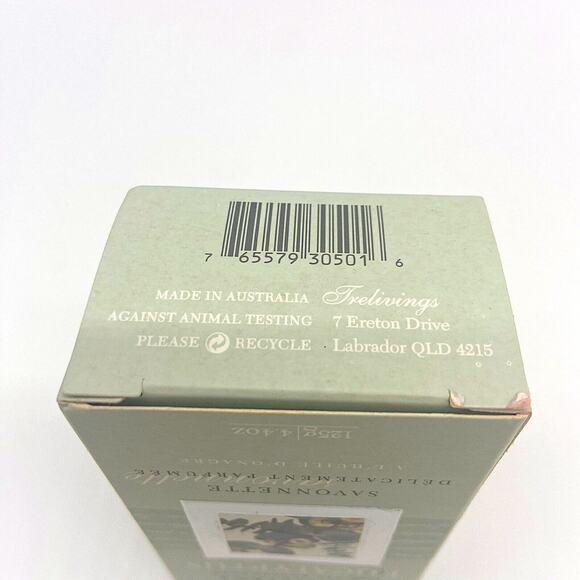 7 65579 30501 6
MADE IN AUSTRALIA Trelivings
AGAINST ANIMAL TESTING 7 Ereton Drive
PLEASE RECYCLE · Labrador QLD 4215
125g | 4.4OZ
A L'HUILE D'ONAGRE
DÉLICATEMENT PARFUMÉE
SAVONNETTE